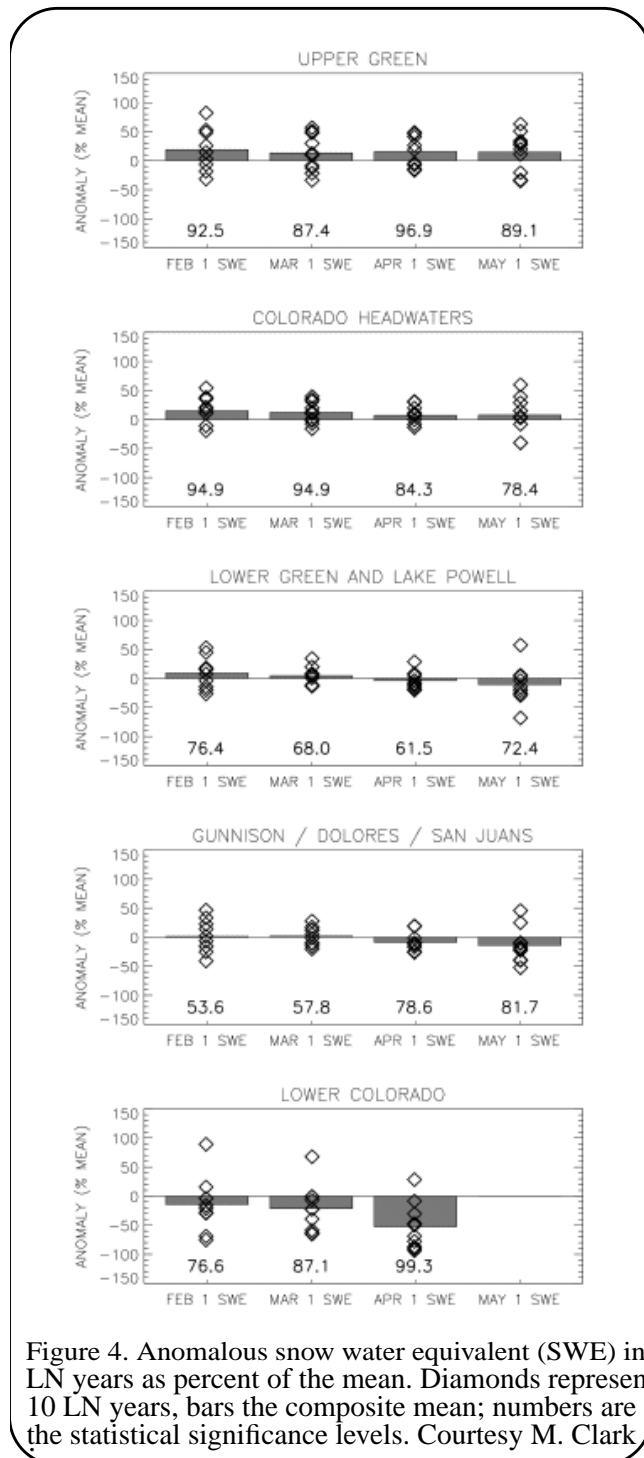 UPPER GREEN
ANOMALY (% MEAN)
150
100
50
0
−50
−100
−150
92.5 87.4 96.9 89.1
FEB 1 SWE MAR 1 SWE APR 1 SWE MAY 1 SWE
COLORADO HEADWATERS
ANOMALY (% MEAN)
150
100
50
0
−50
−100
−150
94.9 94.9 84.3 78.4
FEB 1 SWE MAR 1 SWE APR 1 SWE MAY 1 SWE
LOWER GREEN AND LAKE POWELL
ANOMALY (% MEAN)
150
100
50
0
−50
−100
−150
76.4 68.0 61.5 72.4
FEB 1 SWE MAR 1 SWE APR 1 SWE MAY 1 SWE
GUNNISON / DOLORES / SAN JUANS
ANOMALY (% MEAN)
150
100
50
0
−50
−100
−150
53.6 57.8 78.6 81.7
FEB 1 SWE MAR 1 SWE APR 1 SWE MAY 1 SWE
LOWER COLORADO
ANOMALY (% MEAN)
150
100
50
0
−50
−100
−150
76.6 87.1 99.3
FEB 1 SWE MAR 1 SWE APR 1 SWE MAY 1 SWE
Figure 4. Anomalous snow water equivalent (SWE) in
LN years as percent of the mean. Diamonds represen
10 LN years, bars the composite mean; numbers are
the statistical significance levels. Courtesy M. Clark
.